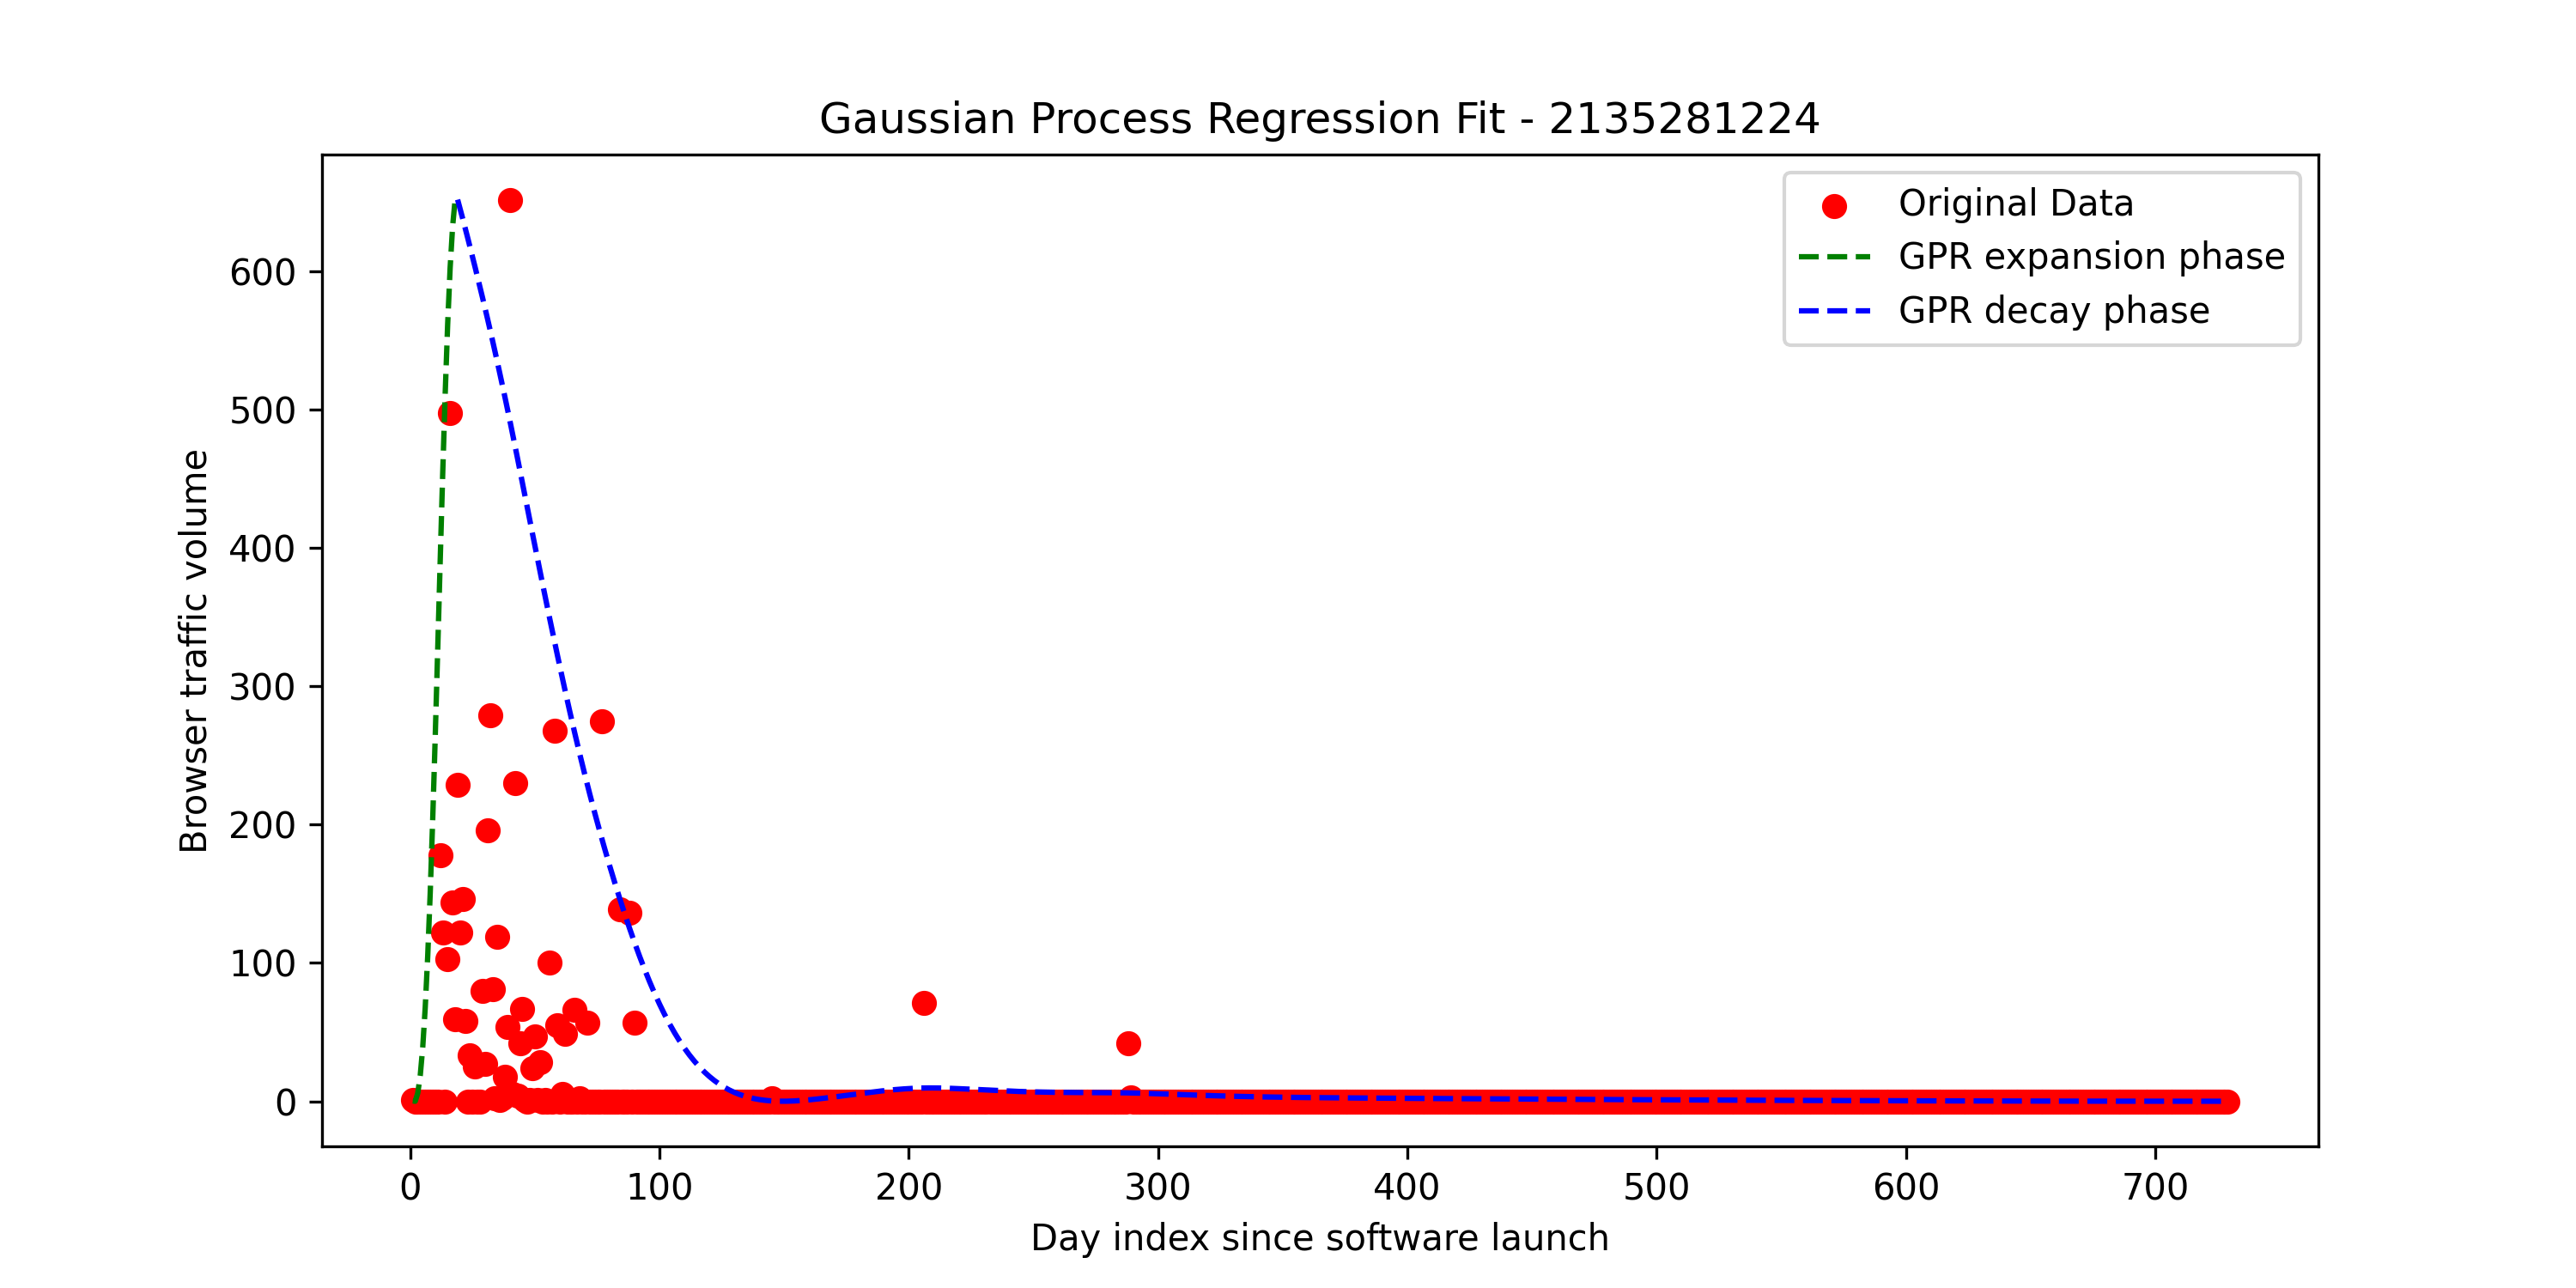 Gaussian Process Regression Fit - 2135281224
Original Data
GPR expansion phase
GPR decay phase
Browser traffic volume
600
500
400
300
200
100
0
0 100 200 300 400 500 600 700
Day index since software launch